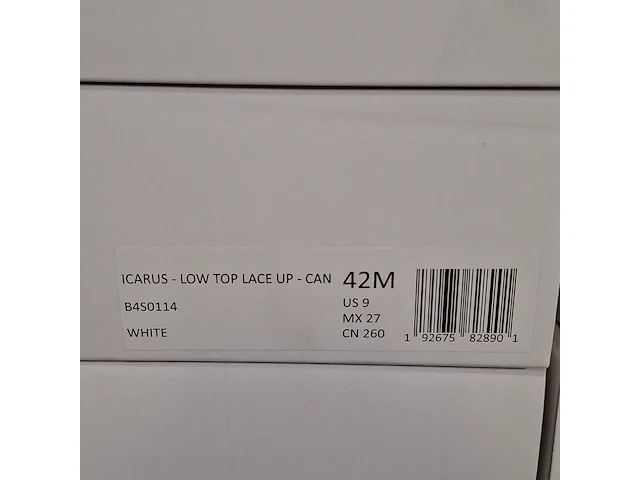 ICARUS - LOW TOP LACE UP - CAN
B4S0114
WHITE
42M
US 9
MX 27
CN 260
1 92675 82890 1